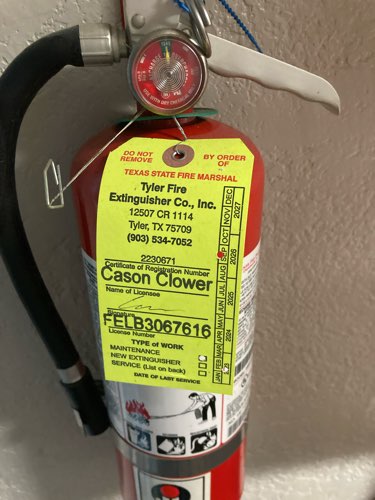 DO NOT REMOVE
BY ORDER OF
TEXAS STATE FIRE MARSHAL
Tyler Fire
Extinguisher Co., Inc.
12507 CR 1114
Tyler, TX 75709
(903) 534-7052
2230671
Certificate of Registration Number
Cason Clower
Name of Licensee
Signature
FELB3067616
License Number
TYPE OF WORK
MAINTENANCE
NEW EXTINGUISHER
SERVICE (List on back)
DATE OF LAST SERVICE
JAN FEB MAR APR MAY JUN JUL AUG SEP OCT NOV DEC
2024 2025 2026 2027